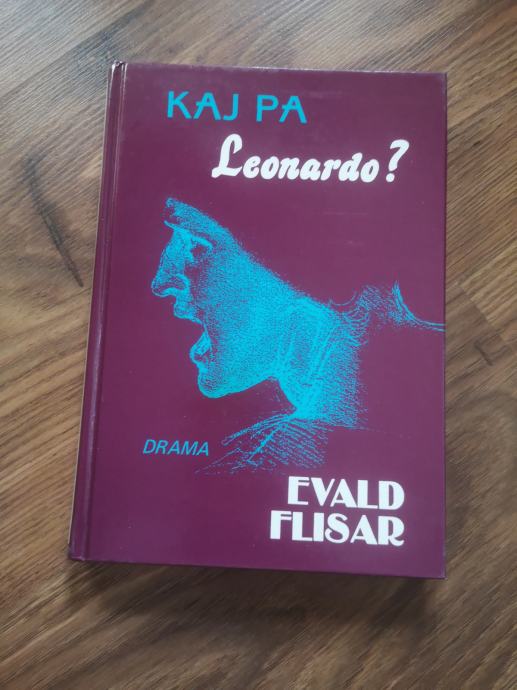 KAJ PA
Leonardo?
DRAMA
EVALD
FLISAR